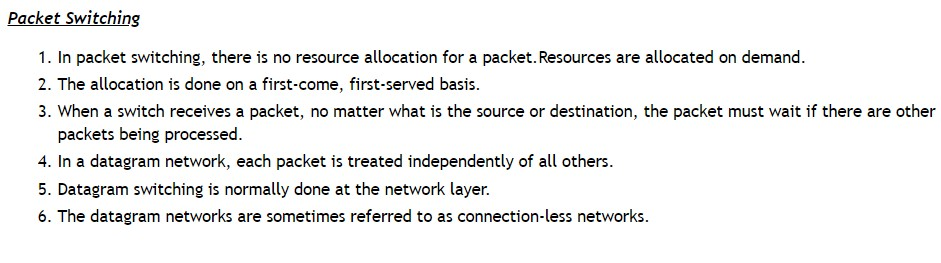 Packet Switching
1. In packet switching, there is no resource allocation for a packet. Resources are allocated on demand.
2. The allocation is done on a first-come, first-served basis.
3. When a switch receives a packet, no matter what is the source or destination, the packet must wait if there are other
packets being processed.
4. In a datagram network, each packet is treated independently of all others.
5. Datagram switching is normally done at the network layer.
6. The datagram networks are sometimes referred to as connection-less networks.